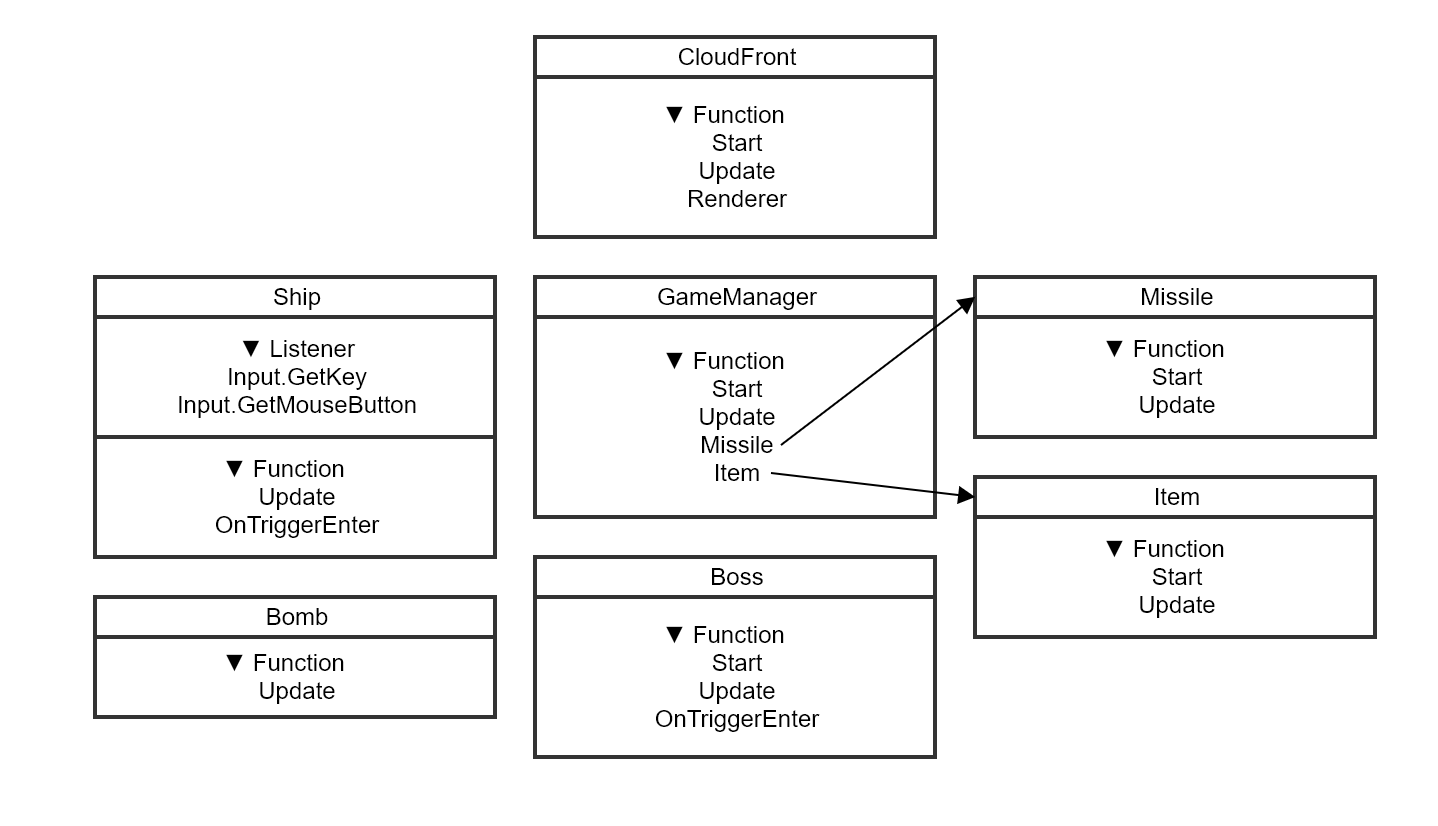 CloudFront
▼ Function
Start
Update
Renderer
Ship
▼ Listener
Input.GetKey
Input.GetMouseButton
▼ Function
Update
OnTriggerEnter
Bomb
▼ Function
Update
GameManager
▼ Function
Start
Update
Missile
Item
Boss
▼ Function
Start
Update
OnTriggerEnter
Missile
▼ Function
Start
Update
Item
▼ Function
Start
Update